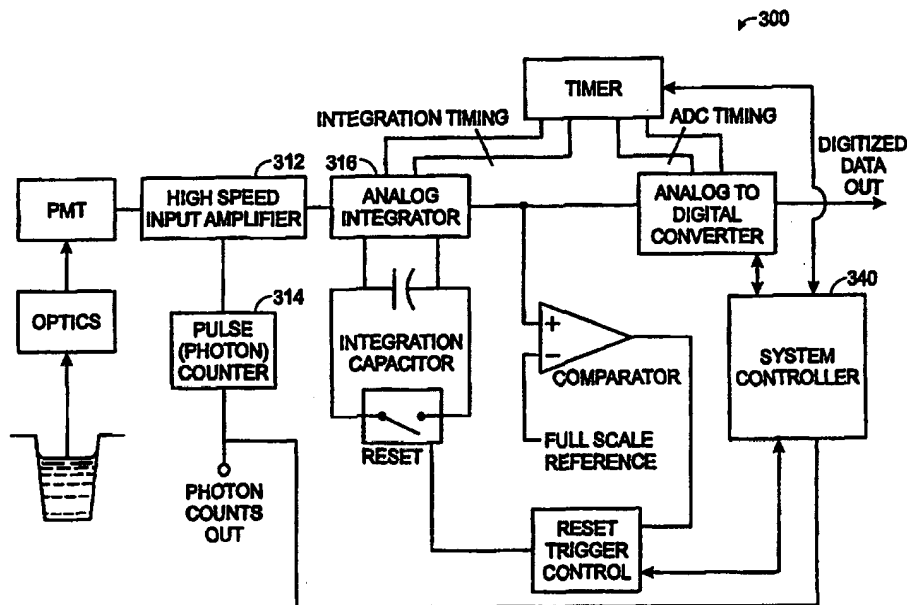 300
TIMER
INTEGRATION TIMING
ADC TIMING
DIGITIZED
DATA
OUT
312
316
PMT
HIGH SPEED
INPUT AMPLIFIER
ANALOG
INTEGRATOR
ANALOG TO
DIGITAL
CONVERTER
314
340
OPTICS
PULSE
(PHOTON)
COUNTER
INTEGRATION
CAPACITOR
+
−
COMPARATOR
SYSTEM
CONTROLLER
RESET
FULL SCALE
REFERENCE
PHOTON
COUNTS
OUT
RESET
TRIGGER
CONTROL